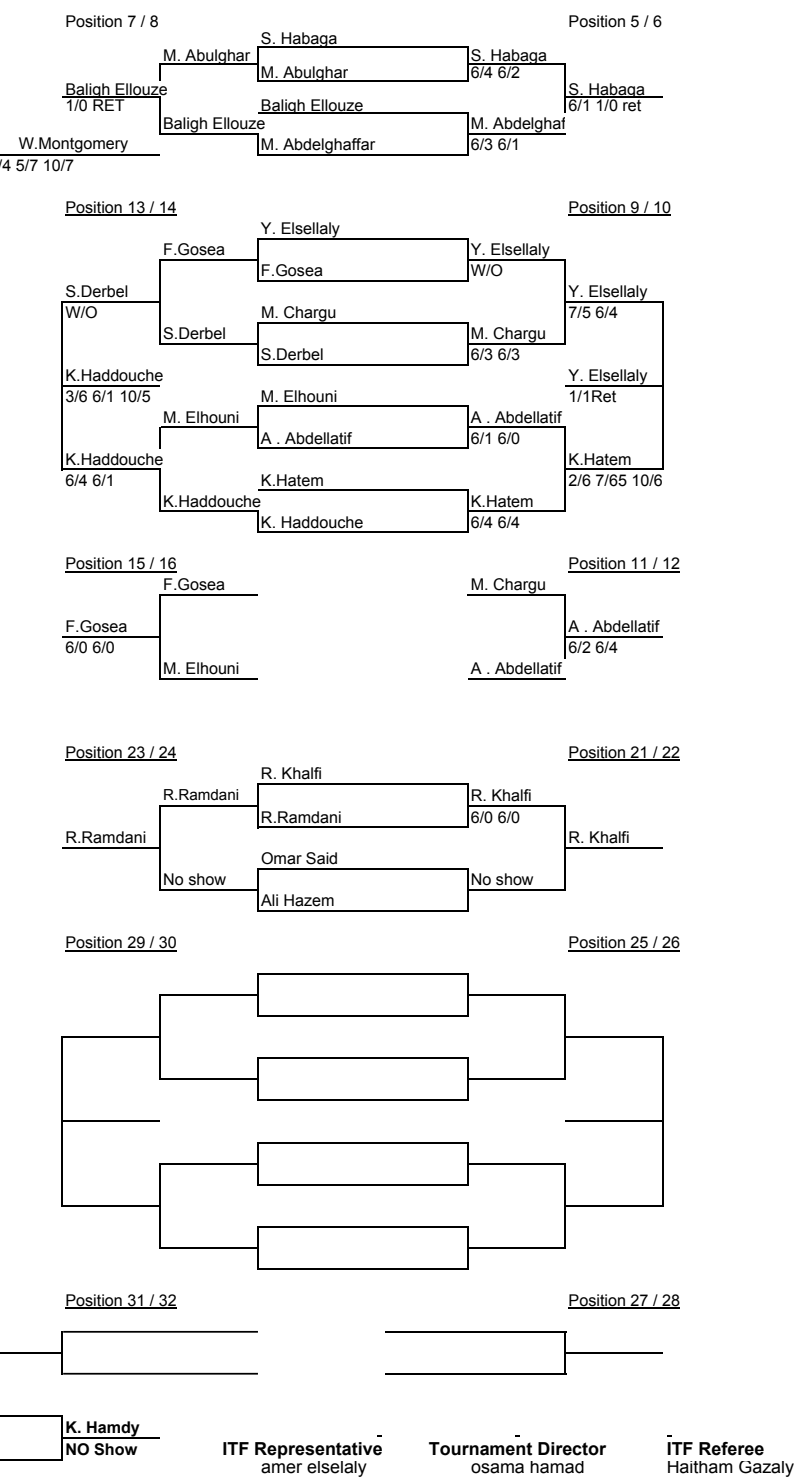 Position 7 / 8
Position 5 / 6
S. Habaga
M. Abulghar
S. Habaga
M. Abulghar
6/4 6/2
Baligh Ellouze
S. Habaga
1/0 RET
Baligh Ellouze
6/1 1/0 ret
Baligh Ellouze
M. Abdelghaf
W.Montgomery
M. Abdelghaffar
6/3 6/1
/4 5/7 10/7
Position 13 / 14
Position 9 / 10
Y. Elsellaly
F.Gosea
Y. Elsellaly
F.Gosea
W/O
S.Derbel
Y. Elsellaly
W/O
M. Chargu
7/5 6/4
S.Derbel
M. Chargu
S.Derbel
6/3 6/3
K.Haddouche
Y. Elsellaly
3/6 6/1 10/5
M. Elhouni
1/1Ret
M. Elhouni
A . Abdellatif
A . Abdellatif
6/1 6/0
K.Haddouche
K.Hatem
6/4 6/1
K.Hatem
2/6 7/65 10/6
K.Haddouche
K.Hatem
K. Haddouche
6/4 6/4
Position 15 / 16
Position 11 / 12
F.Gosea
M. Chargu
F.Gosea
A . Abdellatif
6/0 6/0
6/2 6/4
M. Elhouni
A . Abdellatif
Position 23 / 24
Position 21 / 22
R. Khalfi
R.Ramdani
R. Khalfi
R.Ramdani
6/0 6/0
R.Ramdani
R. Khalfi
Omar Said
No show
No show
Ali Hazem
Position 29 / 30
Position 25 / 26
Position 31 / 32
Position 27 / 28
K. Hamdy
NO Show
ITF Representative
Tournament Director
ITF Referee
amer elselaly
osama hamad
Haitham Gazaly